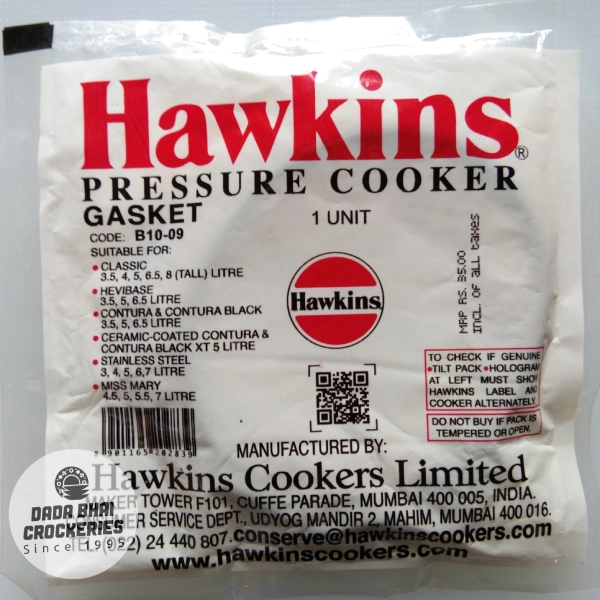 Hawkins®
PRESSURE COOKER
GASKET
1 UNIT
CODE: B10-09
SUITABLE FOR:
• CLASSIC
3.5, 4, 5, 6.5, 8 (TALL) LITRE
• HEVIBASE
3.5, 5, 6.5 LITRE
• CONTURA & CONTURA BLACK
3.5, 5, 6.5 LITRE
• CERAMIC-COATED CONTURA &
CONTURA BLACK XT 5 LITRE
• STAINLESS STEEL
3, 4, 5, 6,7 LITRE
• MISS MARY
4.5, 5, 5.5, 7 LITRE
Hawkins
MRP RS. 35.00
INCL. OF ALL taxes
TO CHECK IF GENUINE
•TILT PACK •HOLOGRAM
AT LEFT MUST SHOW
HAWKINS LABEL AND
COOKER ALTERNATELY
DO NOT BUY IF PACK IS
TEMPERED OR OPEN.
8901165202839
MANUFACTURED BY:
Hawkins Cookers Limited
MAKER TOWER F101, CUFFE PARADE, MUMBAI 400 005, INDIA.
SERVICE DEPT., UDYOG MANDIR 2, MAHIM, MUMBAI 400 016.
TEL: (022) 24 440 807. conserve@hawkinscookers.com
www.hawkinscookers.com
DADA BHAI
CROCKERIES
Since 1995